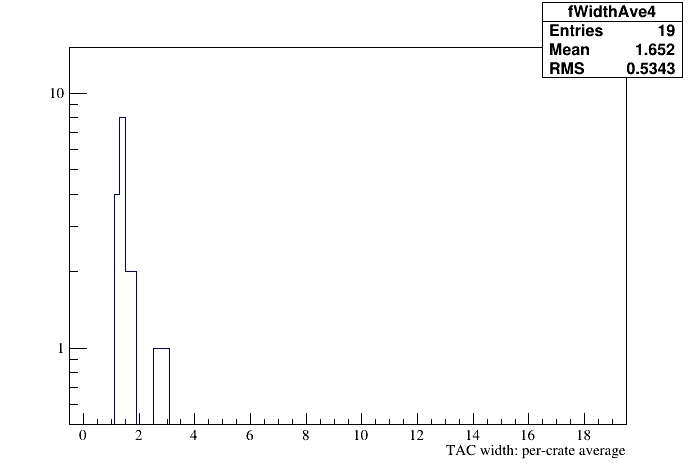 fWidthAve4
Entries 19
Mean 1.652
RMS 0.5343
10
1
0 2 4 6 8 10 12 14 16 18
TAC width: per-crate average